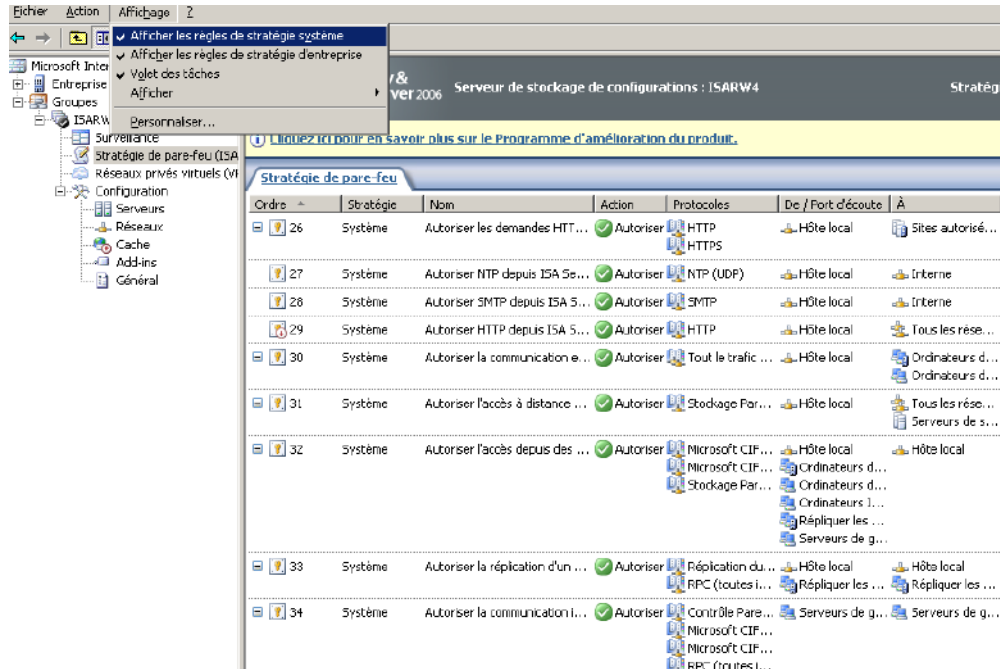 Fichier Action Affichage ?
Afficher les règles de stratégie système
Afficher les règles de stratégie d'entreprise
Volet des tâches
Afficher
Personnaliser...
Microsoft Inter
Entreprise
Groupes
ISARW
Surveillance
Stratégie de pare-feu (ISA
Réseaux privés virtuels (VF
Configuration
Serveurs
Réseaux
Cache
Add-ins
Général
y &
ver 2006 Serveur de stockage de configurations : ISARW4 Stratég
Cliquez ici pour en savoir plus sur le Programme d'amélioration du produit.
Stratégie de pare-feu
Ordre Stratégie Nom Action Protocoles De / Port d'écoute À
26 Système Autoriser les demandes HTT... Autoriser HTTP Hôte local Sites autorisé...
HTTPS
27 Système Autoriser NTP depuis ISA Se... Autoriser NTP (UDP) Hôte local Interne
28 Système Autoriser SMTP depuis ISA S... Autoriser SMTP Hôte local Interne
29 Système Autoriser HTTP depuis ISA S... Autoriser HTTP Hôte local Tous les rése...
30 Système Autoriser la communication e... Autoriser Tout le trafic ... Hôte local Ordinateurs d...
Ordinateurs d...
31 Système Autoriser l'accès à distance ... Autoriser Stockage Par... Hôte local Tous les rése...
Serveurs de s...
32 Système Autoriser l'accès depuis des ... Autoriser Microsoft CIF... Hôte local Hôte local
Microsoft CIF... Ordinateurs d...
Stockage Par... Ordinateurs d...
Ordinateurs I...
Répliquer les ...
Serveurs de g...
33 Système Autoriser la réplication d'un ... Autoriser Réplication du... Hôte local Hôte local
RPC (toutes i... Répliquer les ... Répliquer les ...
34 Système Autoriser la communication i... Autoriser Contrôle Pare... Serveurs de g... Serveurs de g...
Microsoft CIF...
Microsoft CIF...
RPC (toutes i...